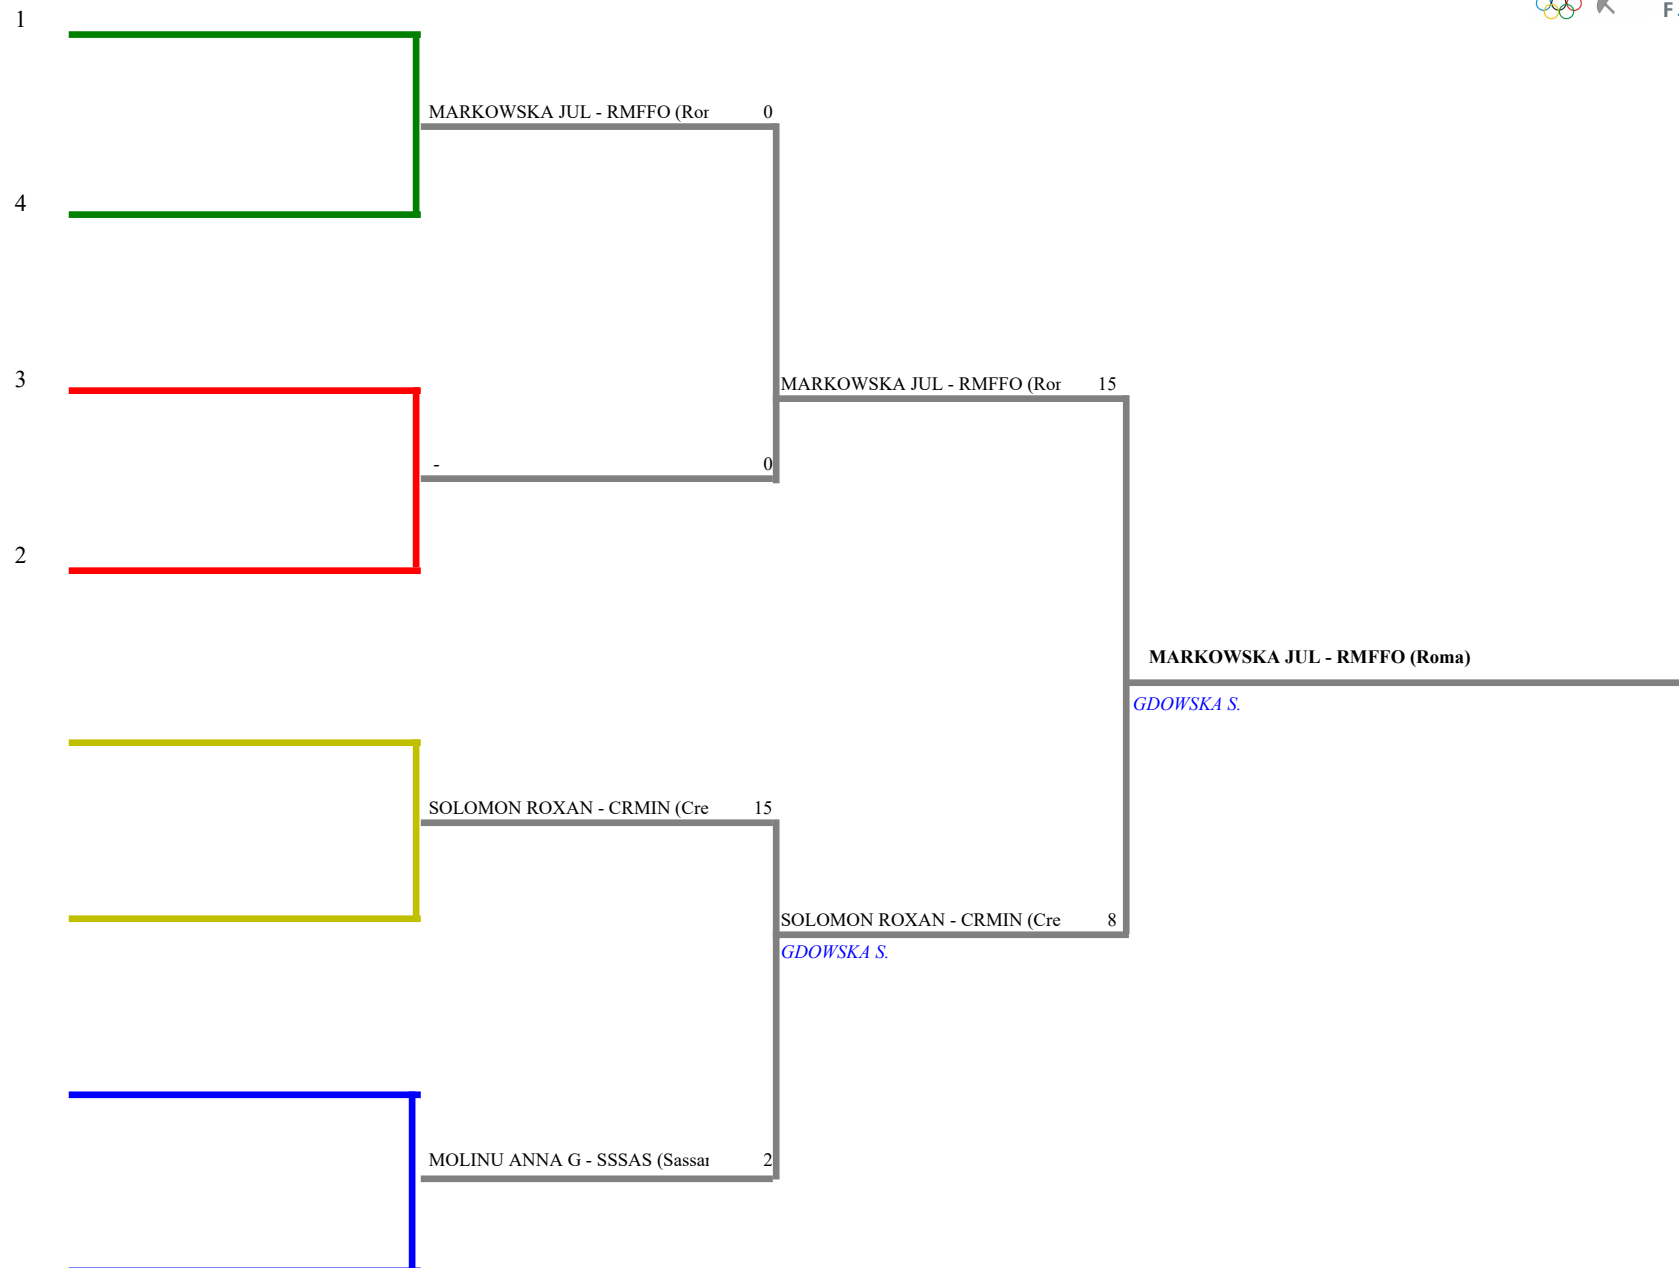 F
1
MARKOWSKA JUL - RMFFO (Ror 0
4
3
MARKOWSKA JUL - RMFFO (Ror 15
- 0
2
MARKOWSKA JUL - RMFFO (Roma)
GDOWSKA S.
SOLOMON ROXAN - CRMIN (Cre 15
SOLOMON ROXAN - CRMIN (Cre 8
GDOWSKA S.
MOLINU ANNA G - SSSAS (Sassar 2